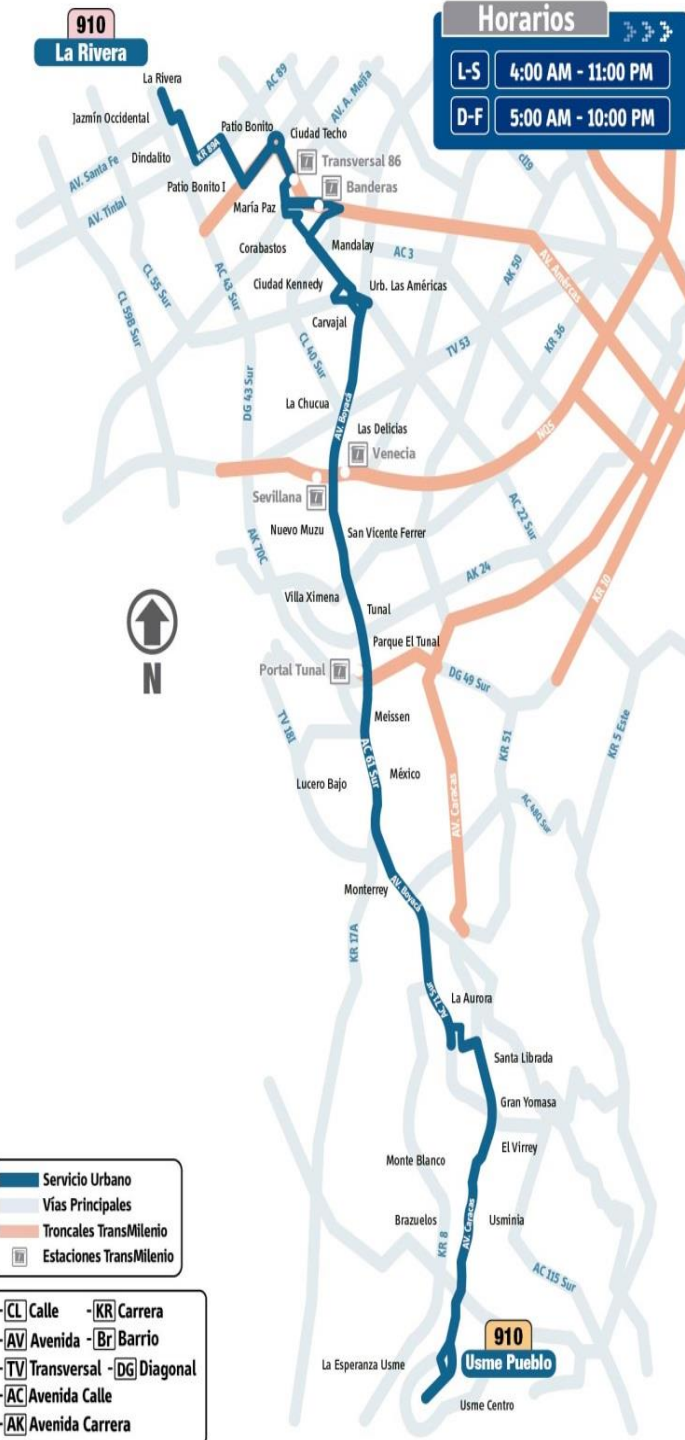 910
La Rivera
Horarios
L-S 4:00 AM - 11:00 PM
D-F 5:00 AM - 10:00 PM
La Rivera
AC 89
AV. A. Mejia
Jazmín Occidental
Patio Bonito
Ciudad Techo
Dindalito
KR 89A
Transversal 86
AV. Santa Fe
Patio Bonito I
Banderas
AV. Tintal
María Paz
Corabastos
Mandalay
AC 3
AK 50
AV. Américas
CL 55 Sur
AC 43 Sur
Ciudad Kennedy
Urb. Las Américas
CL 59B Sur
Carvajal
CL 40 Sur
TV 53
KR 36
DG 43 Sur
La Chucua
AV. Boyacá
Las Delicias
NQS
Venecia
Sevillana
AC 22 Sur
Nuevo Muzu
San Vicente Ferrer
AK 70C
AK 24
KR 10
Villa Ximena
Tunal
N
Parque El Tunal
Portal Tunal
DG 49 Sur
TV 18I
Meissen
KR 51
KR 5 Este
AC 61 Sur
México
Lucero Bajo
AV. Caracas
AC 48Q Sur
Monterrey
AV. Boyacá
KR 17A
AC 71 Sur
La Aurora
Santa Librada
Gran Yomasa
El Virrey
Monte Blanco
Servicio Urbano
Vías Principales
Troncales TransMilenio
Estaciones TransMilenio
Brazuelos
Usminia
KR 8
AV. Caracas
AC 115 Sur
-CL Calle -KR Carrera
-AV Avenida -Br Barrio
-TV Transversal -DG Diagonal
-AC Avenida Calle
-AK Avenida Carrera
910
Usme Pueblo
La Esperanza Usme
Usme Centro